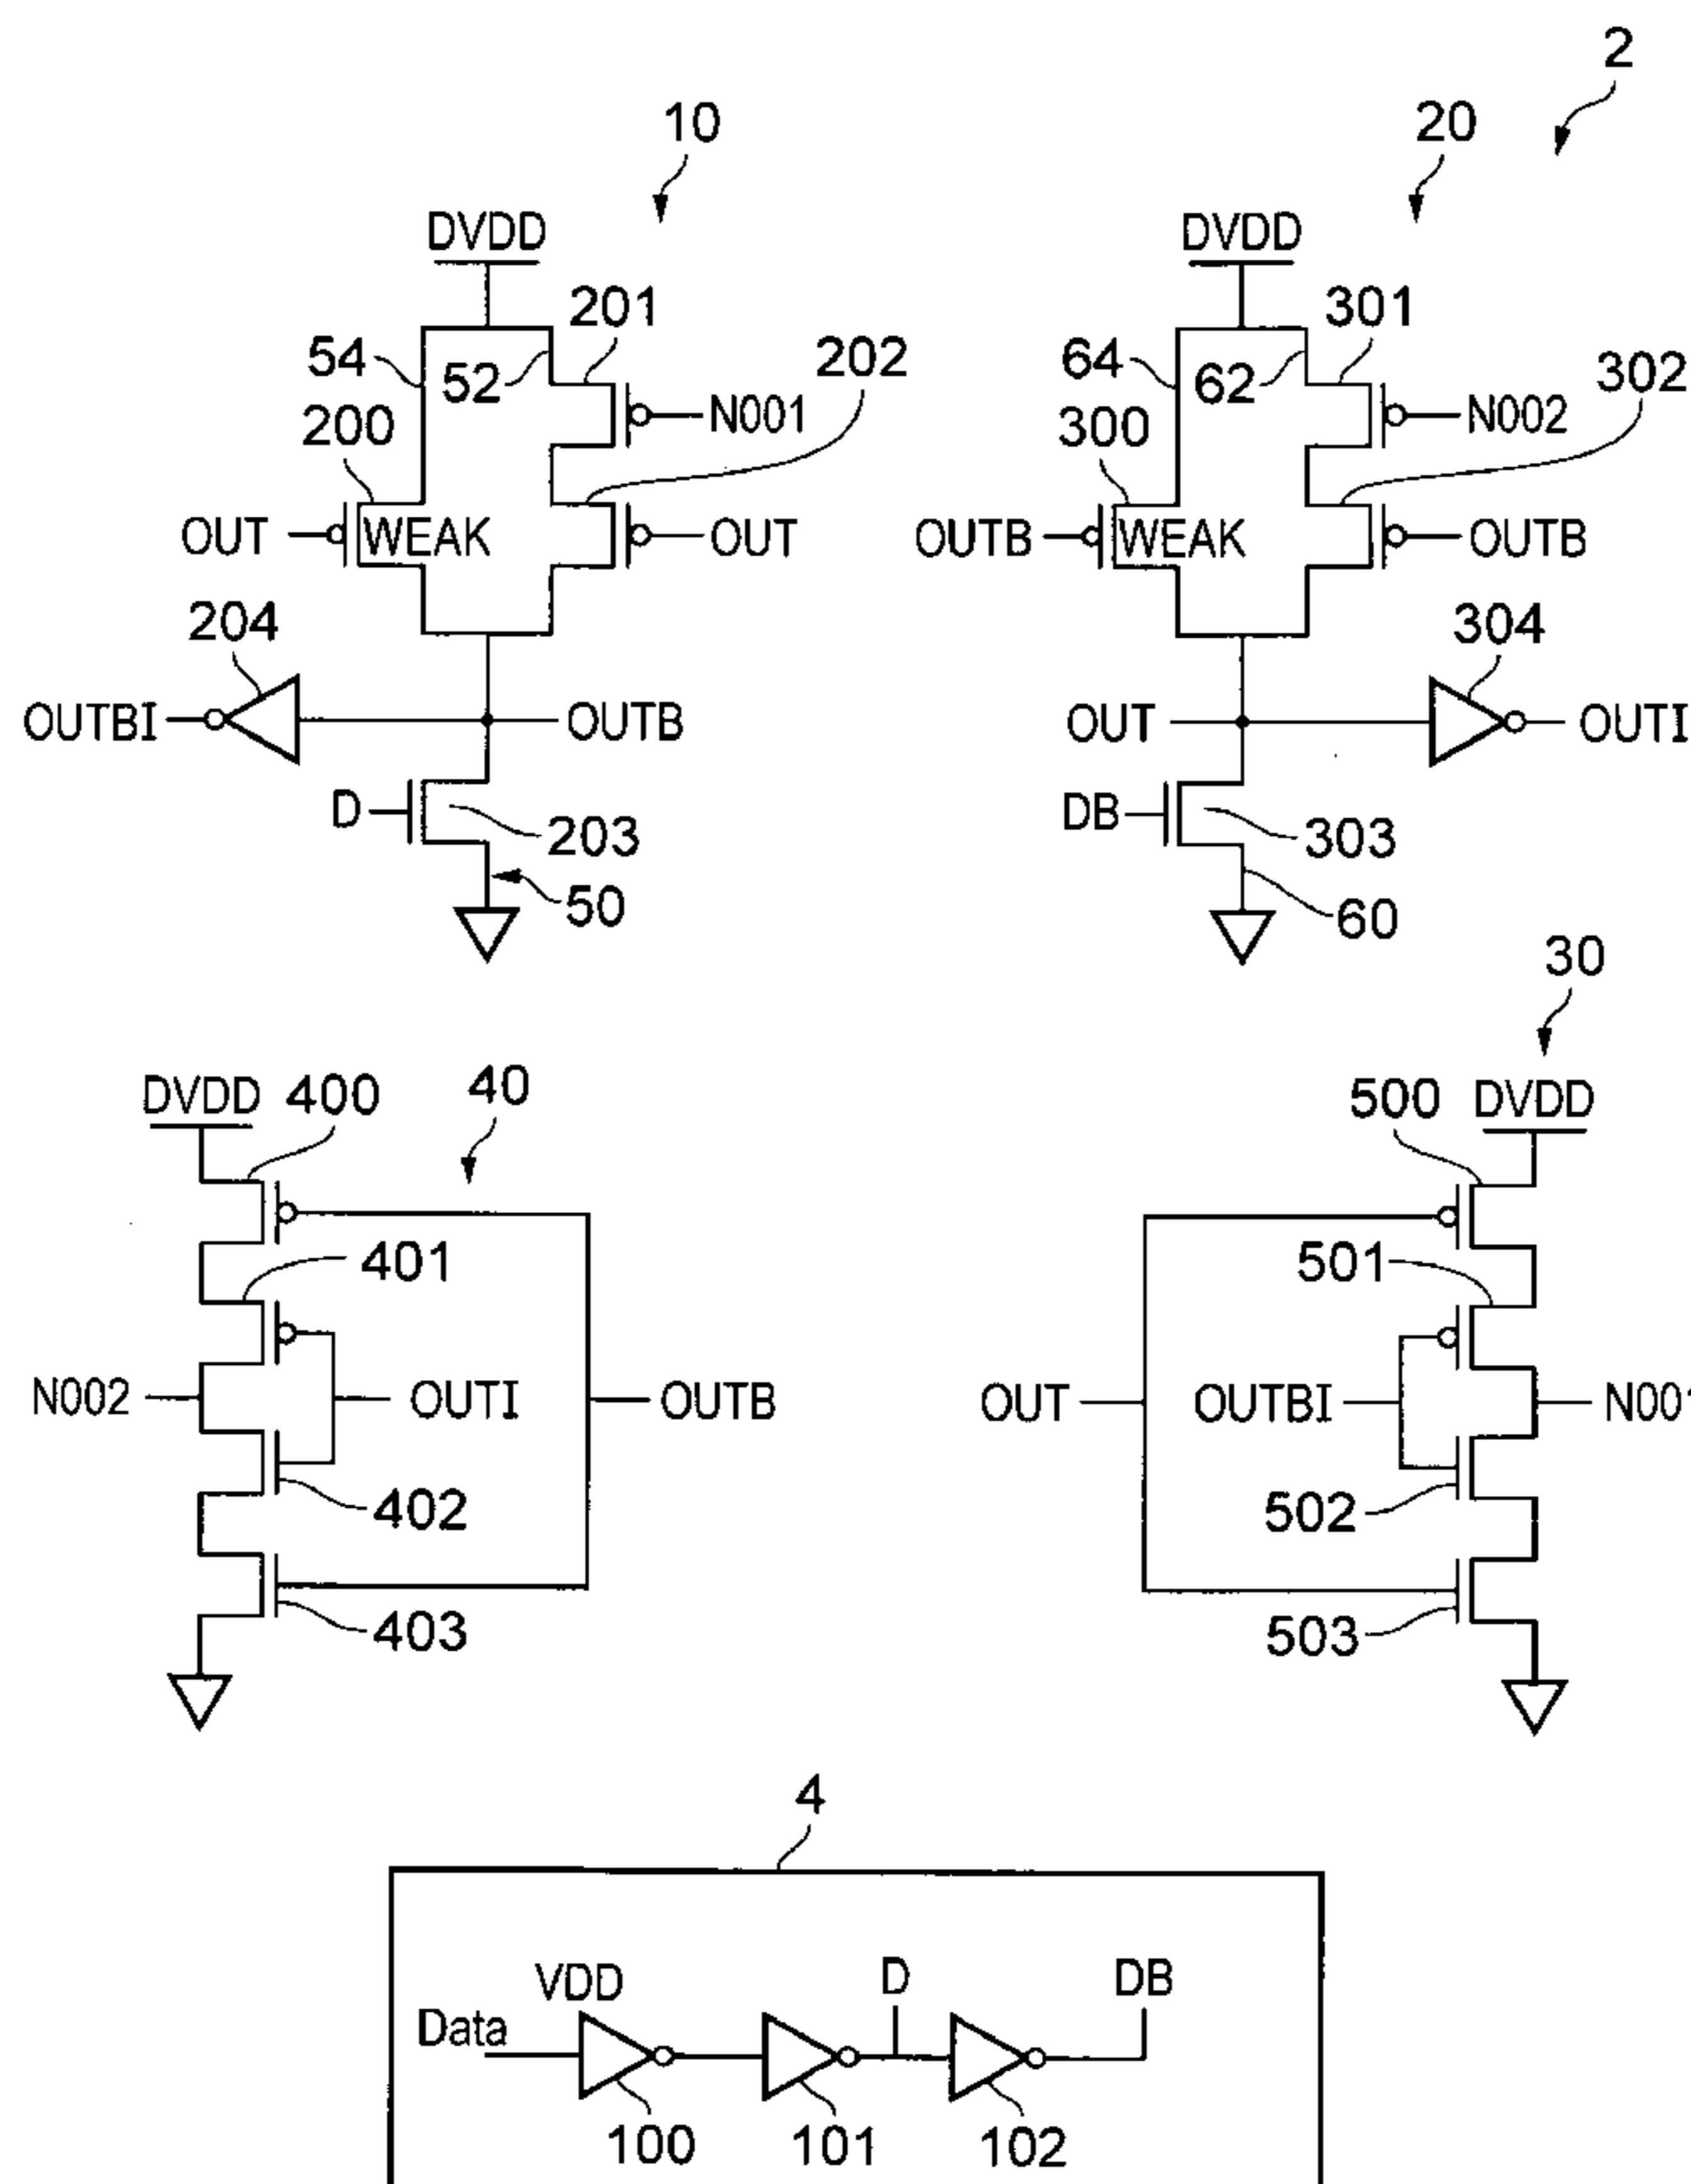 2
10
20
DVDD
DVDD
201
301
54
52
202
64
62
302
200
N001
300
N002
OUT
WEAK
OUT
OUTB
WEAK
OUTB
204
304
OUTBI
OUTB
OUT
OUTI
D
203
DB
303
50
60
30
DVDD
400
40
500
DVDD
401
501
N002
OUTI
OUTB
OUT
OUTBI
N001
402
502
403
503
4
VDD
D
DB
Data
100
101
102